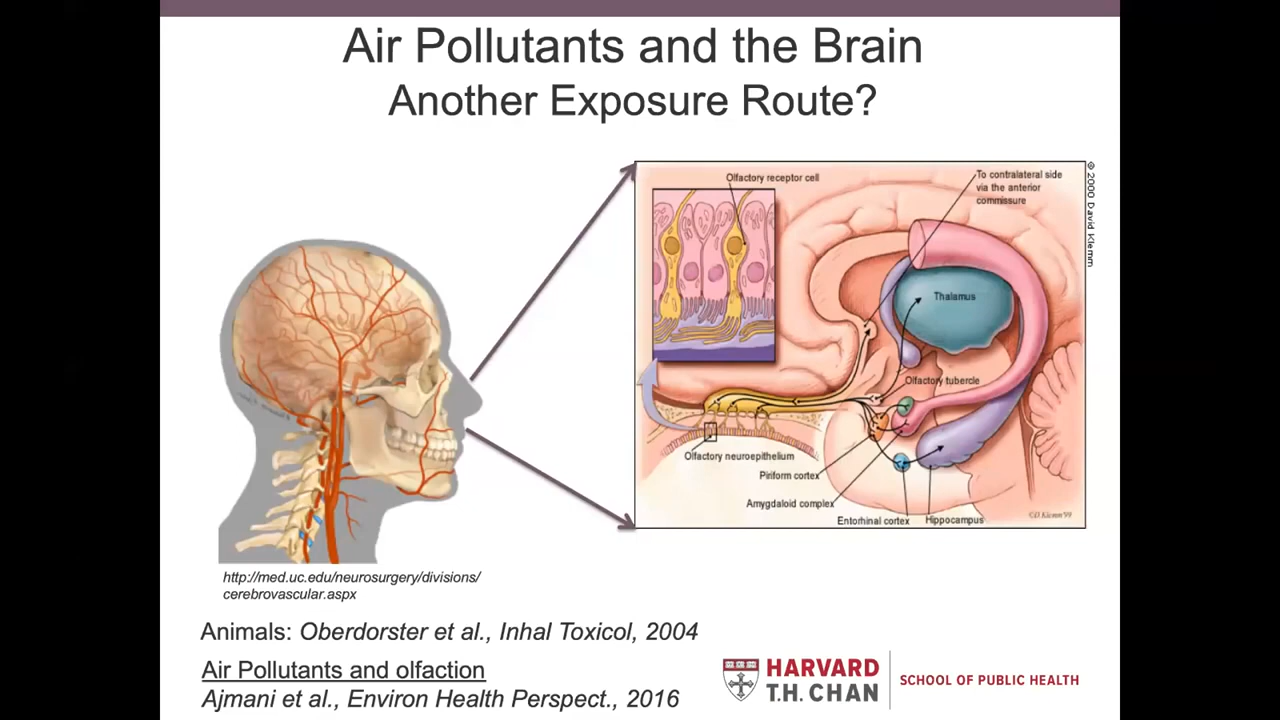 Air Pollutants and the Brain
Another Exposure Route?
Olfactory receptor cell
To contralateral side
via the anterior
commissure
© 2000 David Klemm
Thalamus
Olfactory tubercle
Olfactory neuroepithelium
Piriform cortex
Amygdaloid complex
Entorhinal cortex
Hippocampus
©D.Klemm'99
http://med.uc.edu/neurosurgery/divisions/
cerebrovascular.aspx
Animals: Oberdorster et al., Inhal Toxicol, 2004
Air Pollutants and olfaction
Ajmani et al., Environ Health Perspect., 2016
HARVARD
T.H. CHAN
SCHOOL OF PUBLIC HEALTH